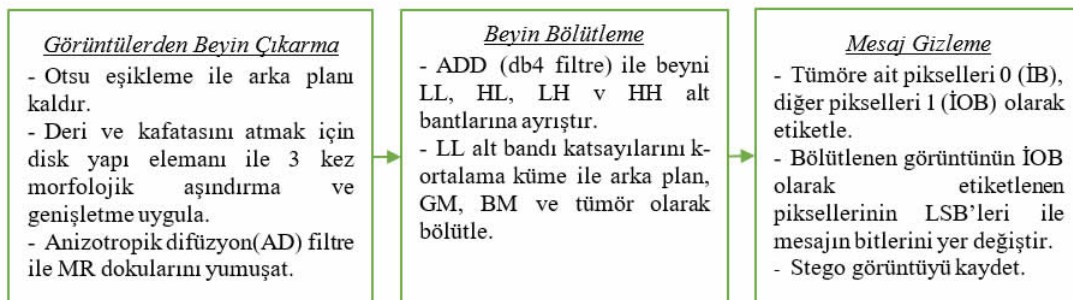 Görüntülerden Beyin Çıkarma
- Otsu eşikleme ile arka planı
kaldır.
- Deri ve kafatasını atmak için
disk yapı elemanı ile 3 kez
morfolojik aşındırma ve
genişletme uygula.
- Anizotropik difüzyon(AD) filtre
ile MR dokularını yumuşat.
Beyin Bölütleme
- ADD (db4 filtre) ile beyni
LL, HL, LH v HH alt
bantlarına ayrıştır.
- LL alt bandı katsayılarını k-
ortalama küme ile arka plan,
GM, BM ve tümör olarak
bölütle.
Mesaj Gizleme
- Tümöre ait pikselleri 0 (İB),
diğer pikselleri 1 (İOB) olarak
etiketle.
- Bölütlenen görüntünün İOB
olarak etiketlenen
piksellerinin LSB’leri ile
mesajın bitlerini yer değiştir.
- Stego görüntüyü kaydet.